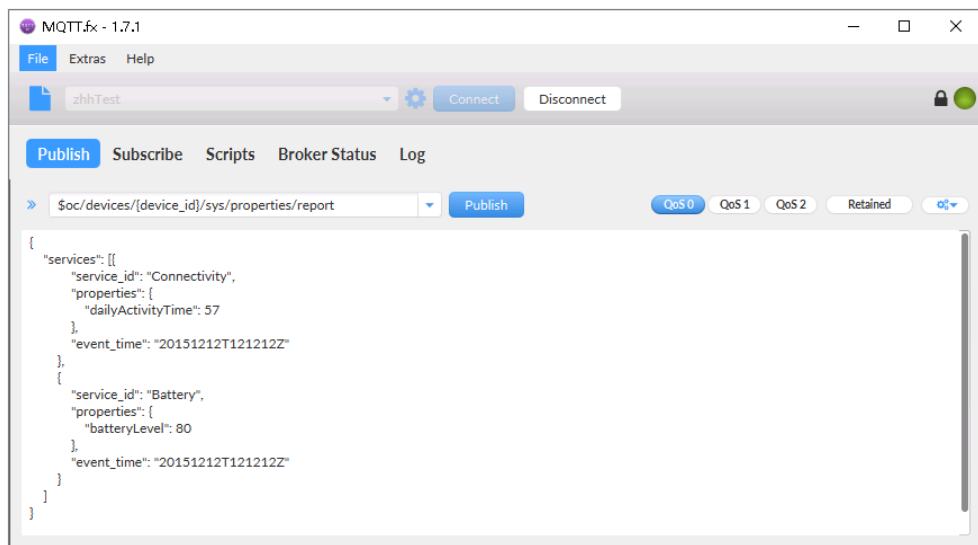 MQTT.fx - 1.7.1
File Extras Help
zhhTest Connect Disconnect
Publish Subscribe Scripts Broker Status Log
» $oc/devices/{device_id}/sys/properties/report Publish QoS 0 QoS 1 QoS 2 Retained
{
"services": [{
"service_id": "Connectivity",
"properties": {
"dailyActivityTime": 57
},
"event_time": "20151212T121212Z"
},
{
"service_id": "Battery",
"properties": {
"batteryLevel": 80
},
"event_time": "20151212T121212Z"
}
]
}